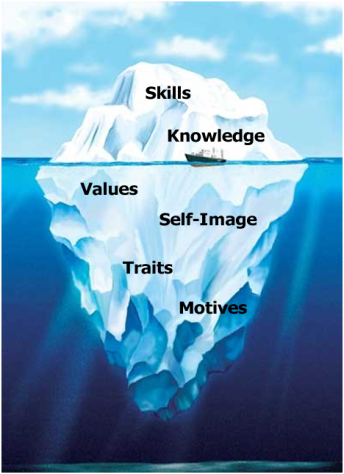 Skills
Knowledge
Values
Self-Image
Traits
Motives